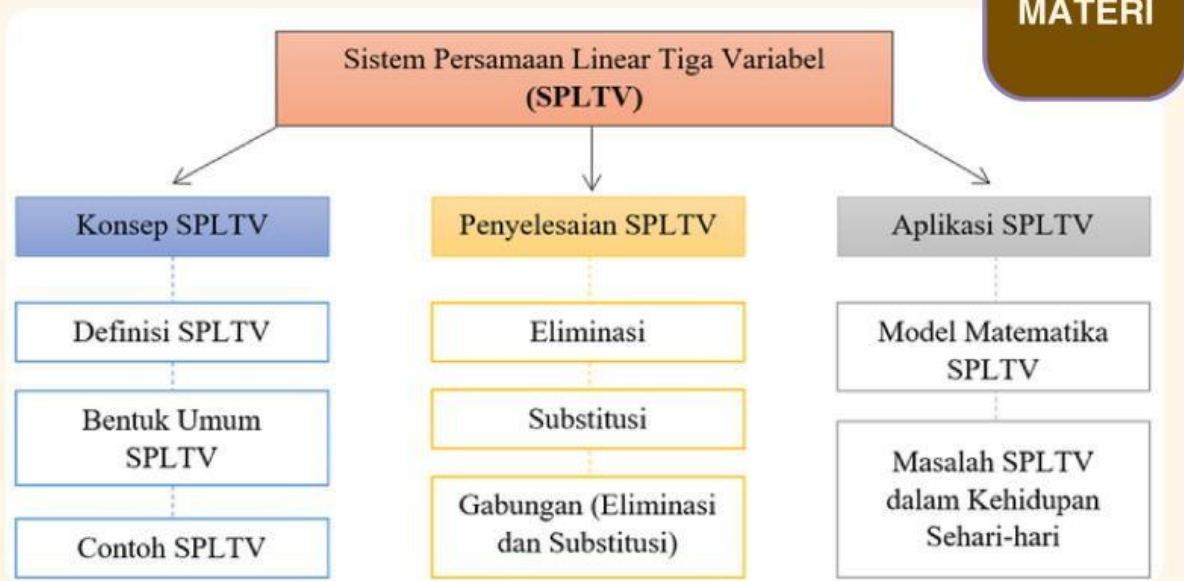 MATERI
Sistem Persamaan Linear Tiga Variabel
(SPLTV)
Konsep SPLTV
Definisi SPLTV
Bentuk Umum
SPLTV
Contoh SPLTV
Penyelesaian SPLTV
Eliminasi
Substitusi
Gabungan (Eliminasi
dan Substitusi)
Aplikasi SPLTV
Model Matematika
SPLTV
Masalah SPLTV
dalam Kehidupan
Sehari-hari